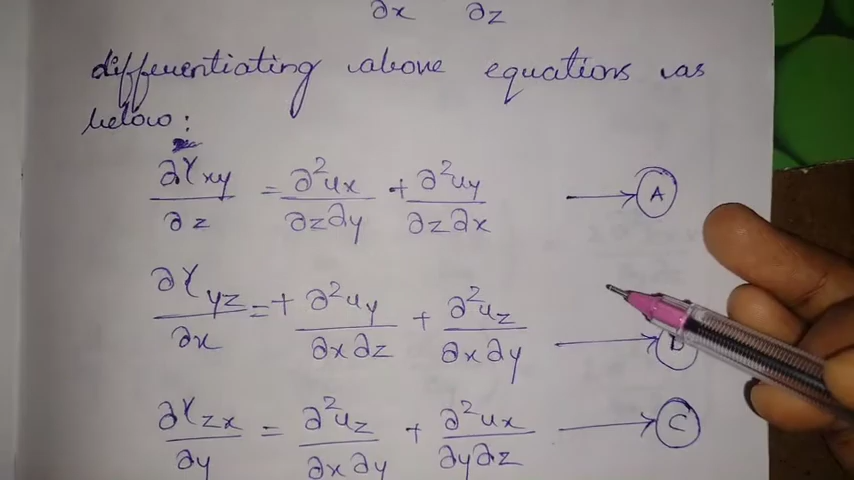 ∂x ∂z
differentiating above equations as
below:
∂γxy/∂z = ∂²ux/∂z∂y + ∂²uy/∂z∂x → A
∂γyz/∂x = + ∂²uy/∂x∂z + ∂²uz/∂x∂y →
∂γzx/∂y = ∂²uz/∂x∂y + ∂²ux/∂y∂z → C